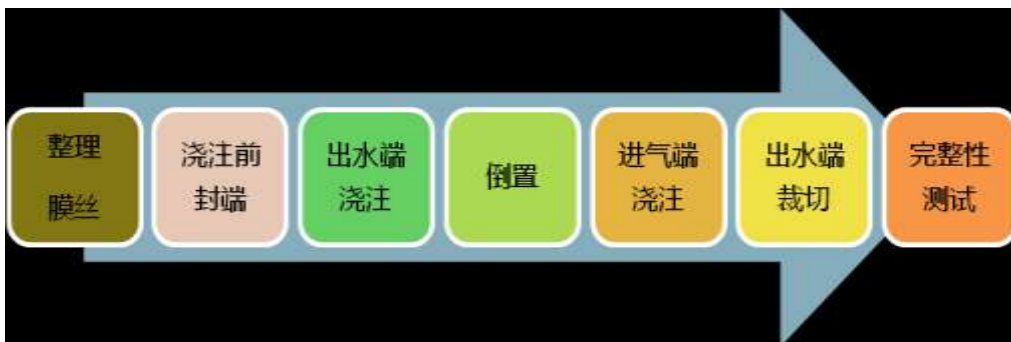 整理
膜丝
浇注前
封端
出水端
浇注
倒置
进气端
浇注
出水端
裁切
完整性
测试